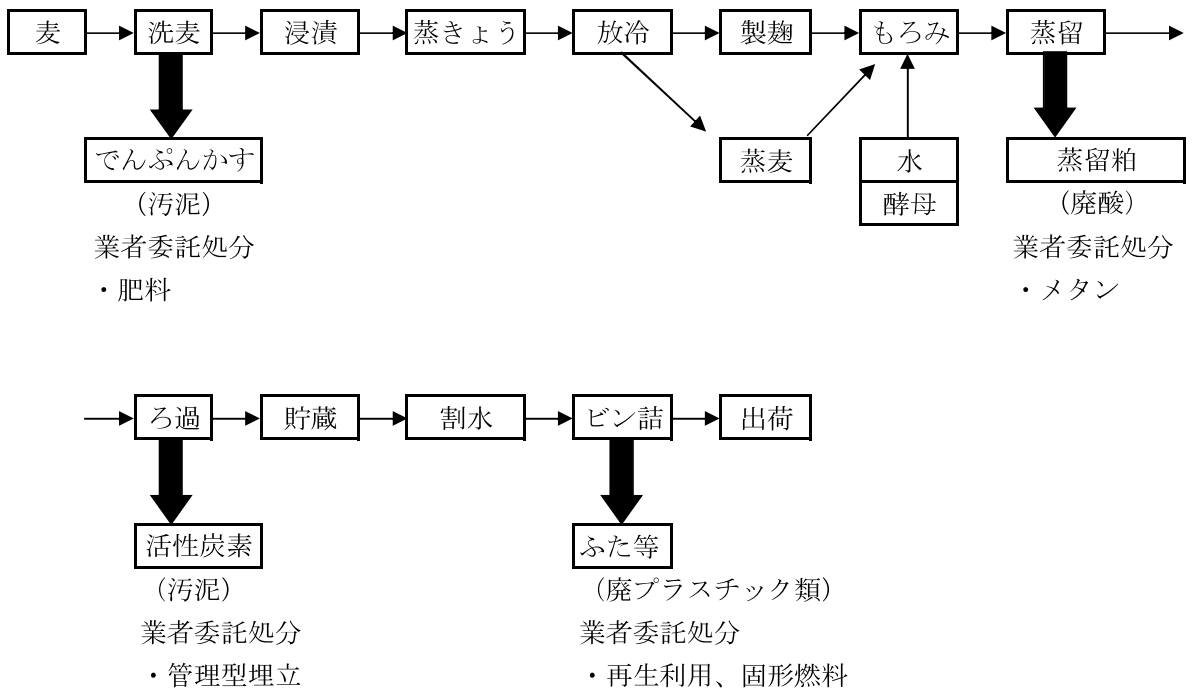 麦
洗麦
浸漬
蒸きょう
放冷
製麹
もろみ
蒸留
でんぷんかす
(汚泥)
業者委託処分
・肥料
蒸麦
水
酵母
蒸留粕
(廃酸)
業者委託処分
・メタン
ろ過
貯蔵
割水
ビン詰
出荷
活性炭素
(汚泥)
業者委託処分
・管理型埋立
ふた等
(廃プラスチック類)
業者委託処分
・再生利用、固形燃料